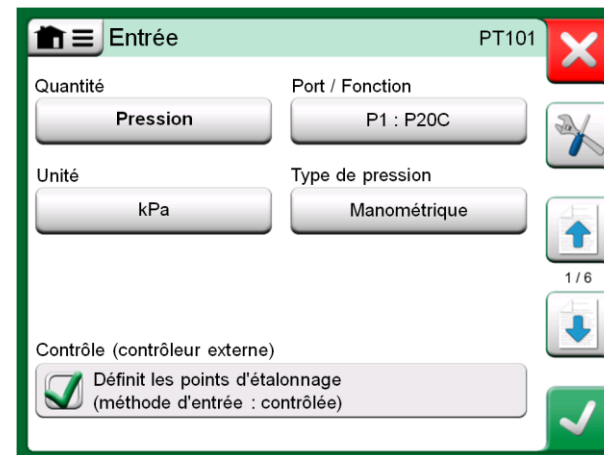 Entrée
PT101
Quantité
Port / Fonction
Pression
P1 : P20C
Unité
Type de pression
kPa
Manométrique
1 / 6
Contrôle (contrôleur externe)
Définit les points d'étalonnage
(méthode d'entrée : contrôlée)